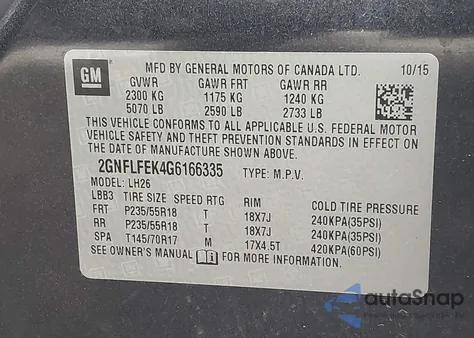 GM
MFD BY GENERAL MOTORS OF CANADA LTD. 10/15
GVWR GAWR FRT GAWR RR
2300 KG 1175 KG 1240 KG
5070 LB 2590 LB 2733 LB
THIS VEHICLE CONFORMS TO ALL APPLICABLE U.S. FEDERAL MOTOR
VEHICLE SAFETY AND THEFT PREVENTION STANDARDS IN EFFECT ON
THE DATE OF MANUFACTURE SHOWN ABOVE.
2GNFLFEK4G6166335 TYPE: M.P.V.
MODEL: LH26
LBB3 TIRE SIZE SPEED RTG RIM COLD TIRE PRESSURE
FRT P235/55R18 T 18X7J 240KPA(35PSI)
RR P235/55R18 T 18X7J 240KPA(35PSI)
SPA T145/70R17 M 17X4.5T 420KPA(60PSI)
SEE OWNER'S MANUAL FOR MORE INFORMATION.
autoSnap